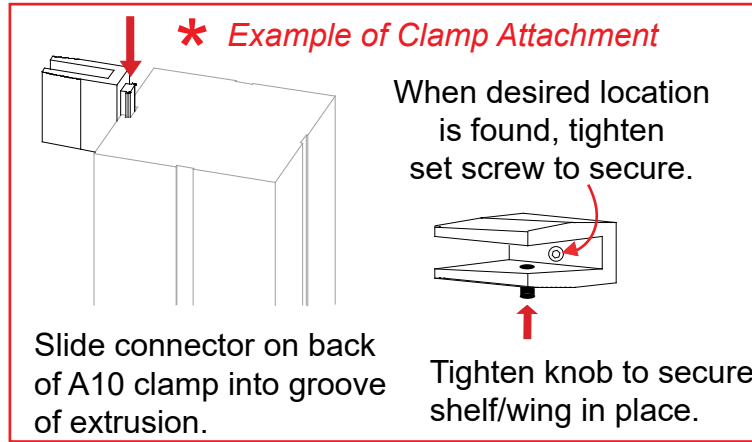 * Example of Clamp Attachment
When desired location
is found, tighten
set screw to secure.
Slide connector on back
of A10 clamp into groove
of extrusion.
Tighten knob to secure
shelf/wing in place.